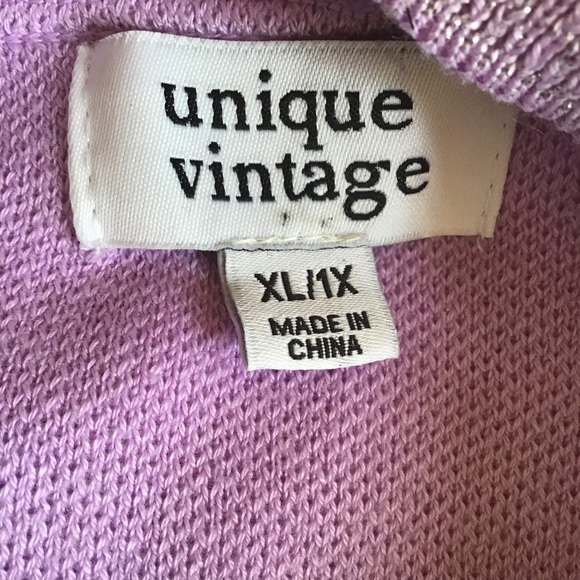 unique
vintage
XL/1X
MADE IN
CHINA